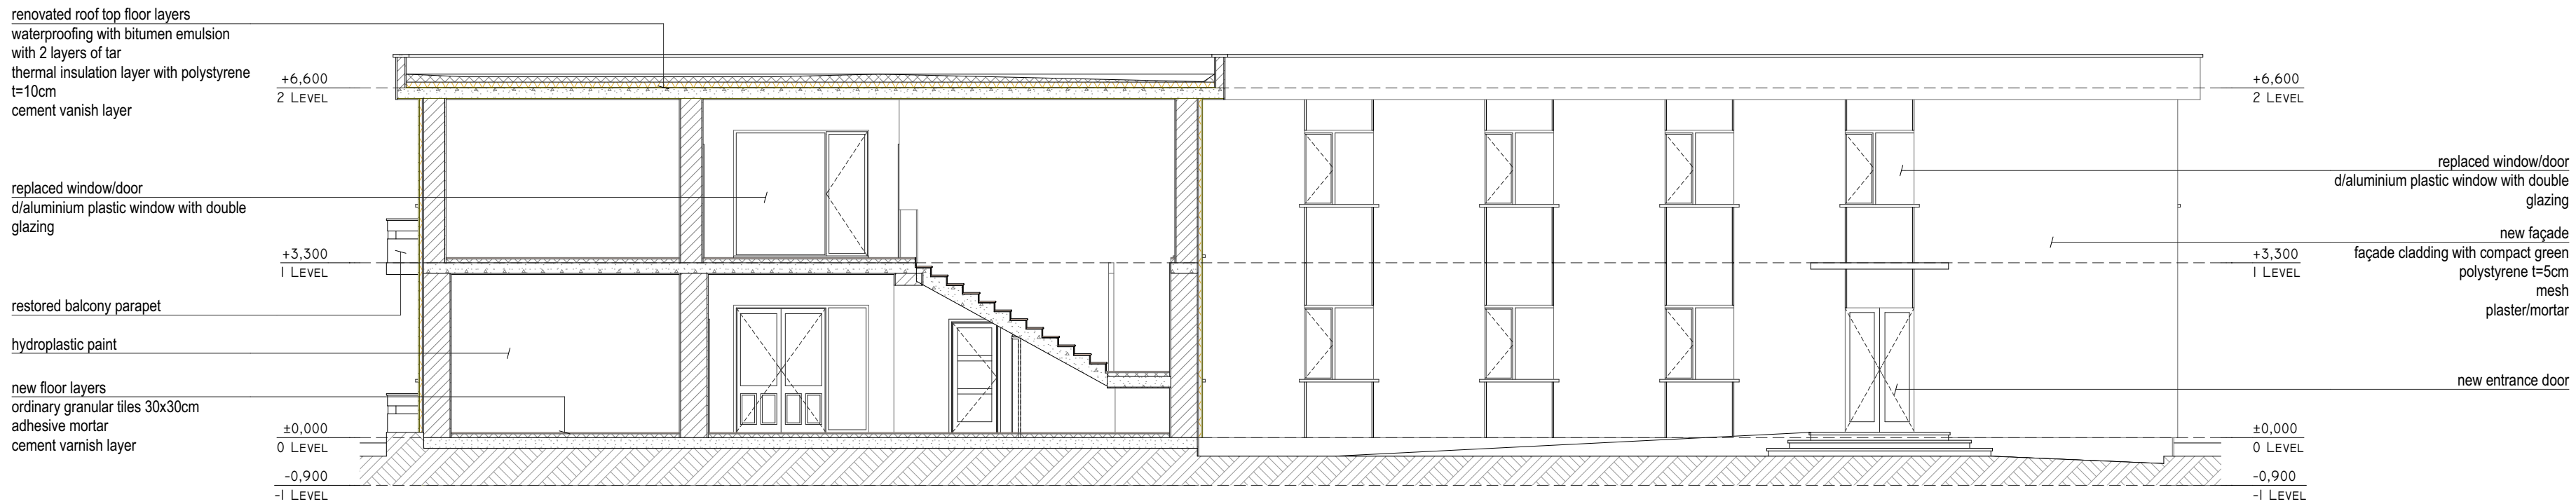 renovated roof top floor layers
waterproofing with bitumen emulsion
with 2 layers of tar
thermal insulation layer with polystyrene
t=10cm
cement vanish layer
+6,600
2 LEVEL
replaced window/door
d/aluminium plastic window with double
glazing
+3,300
1 LEVEL
restored balcony parapet
hydroplastic paint
new floor layers
ordinary granular tiles 30x30cm
adhesive mortar
cement varnish layer
±0,000
0 LEVEL
-0,900
-1 LEVEL
+6,600
2 LEVEL
replaced window/door
d/aluminium plastic window with double
glazing
new façade
façade cladding with compact green
polystyrene t=5cm
mesh
plaster/mortar
+3,300
1 LEVEL
new entrance door
±0,000
0 LEVEL
-0,900
-1 LEVEL